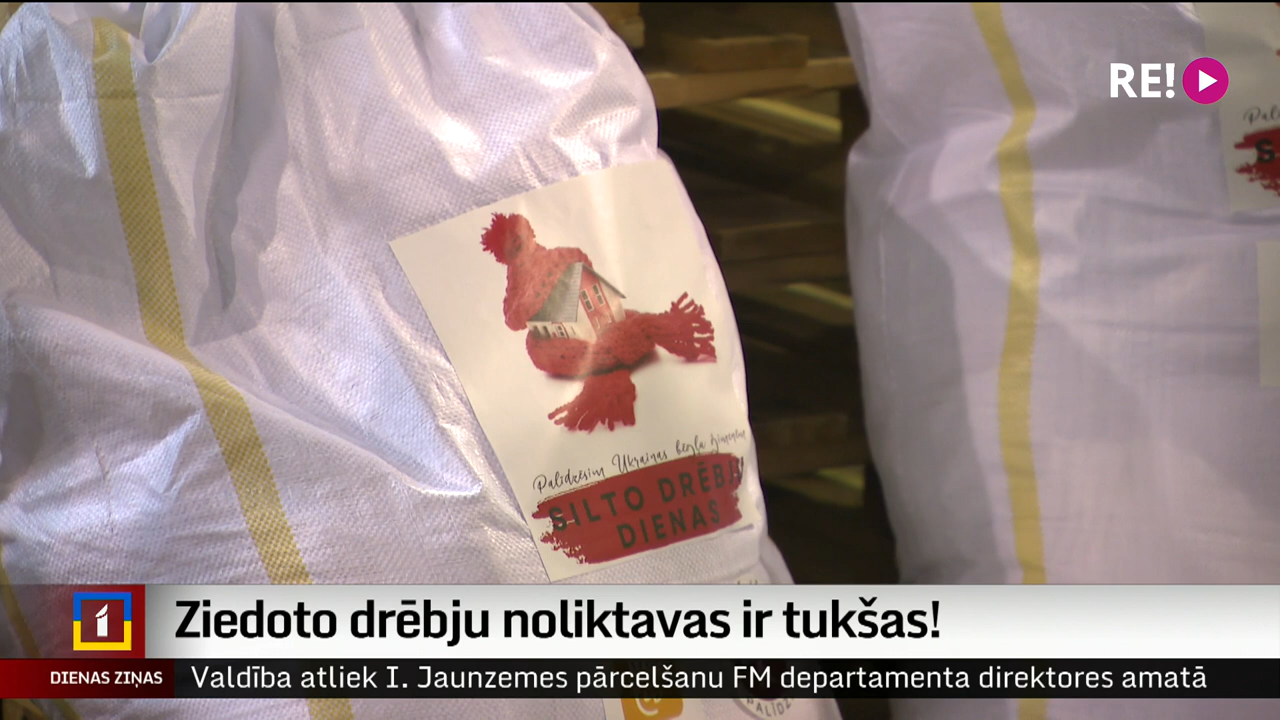 RE!
Palīdzēsim Ukrainas bēgļu ģimenēm
SILTO DRĒBJU
DIENAS
1
Ziedoto drēbju noliktavas ir tukšas!
DIENAS ZIŅAS
Valdība atliek I. Jaunzemes pārcelšanu FM departamenta direktores amatā